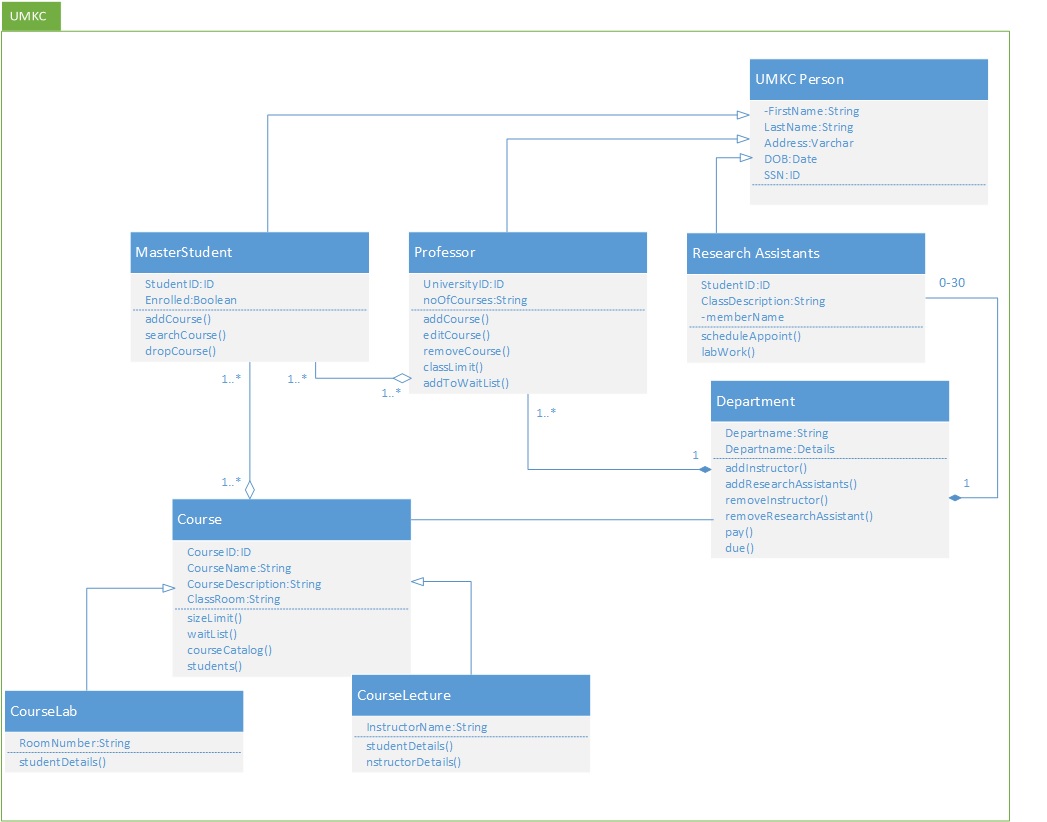 UMKC
UMKC Person
-FirstName:String
LastName:String
Address:Varchar
DOB:Date
SSN:ID
MasterStudent
StudentID:ID
Enrolled:Boolean
addCourse()
searchCourse()
dropCourse()
Professor
UniversityID:ID
noOfCourses:String
addCourse()
editCourse()
removeCourse()
classLimit()
addToWaitList()
Research Assistants
StudentID:ID
ClassDescription:String
-memberName
scheduleAppoint()
labWork()
0-30
1..*
1..*
1..*
1..*
1
Department
Departname:String
Departname:Details
addInstructor()
addResearchAssistants()
removeInstructor()
removeResearchAssistant()
pay()
due()
1
1..*
Course
CourseID:ID
CourseName:String
CourseDescription:String
ClassRoom:String
sizeLimit()
waitList()
courseCatalog()
students()
CourseLab
RoomNumber:String
studentDetails()
CourseLecture
InstructorName:String
studentDetails()
nstructorDetails()